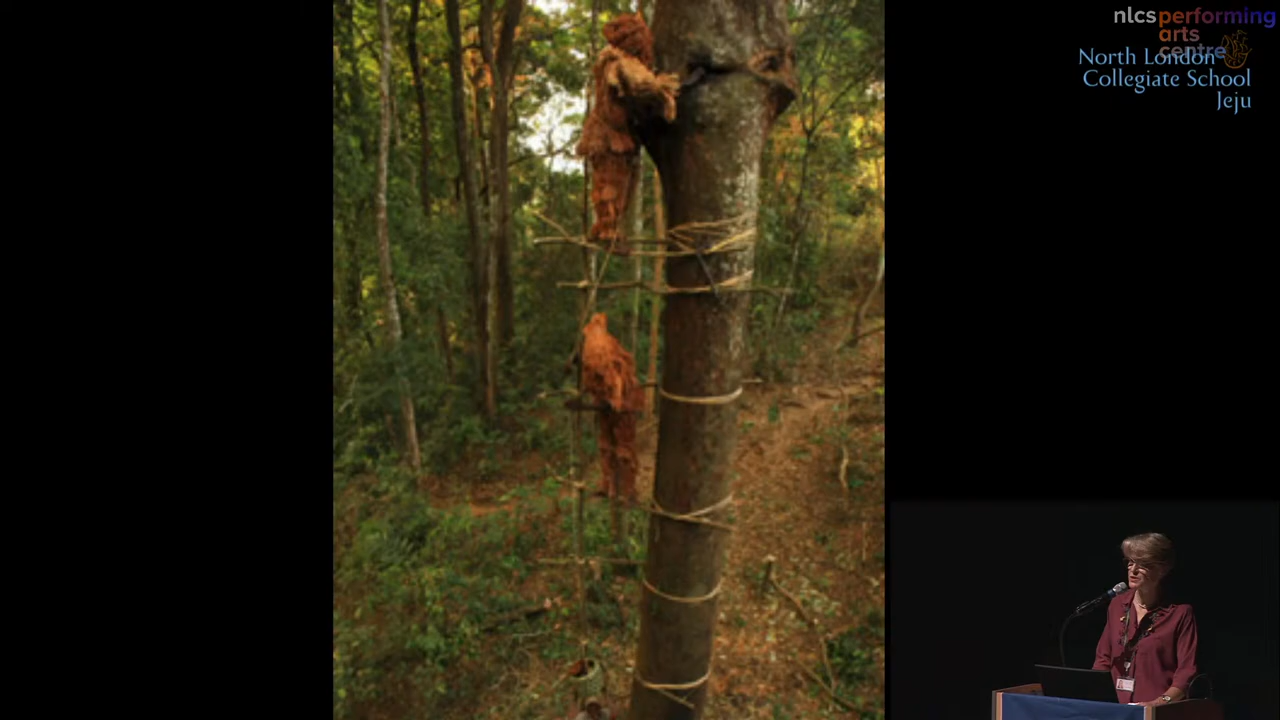 nlcsperforming
arts
centre
North London
Collegiate School
Jeju